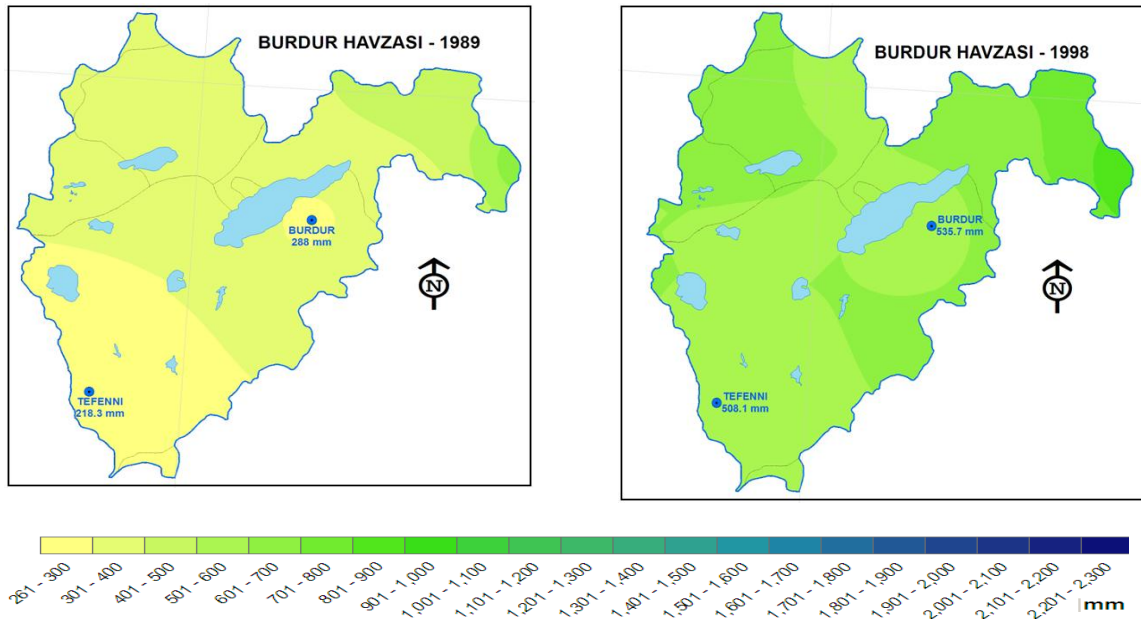 BURDUR HAVZASI - 1989
BURDUR
288 mm
N
TEFENNI
218.3 mm
BURDUR HAVZASI - 1998
BURDUR
535.7 mm
N
TEFENNI
508.1 mm
261 - 300
301 - 400
401 - 500
501 - 600
601 - 700
701 - 800
801 - 900
901 - 1,000
1,001 - 1,100
1,101 - 1,200
1,201 - 1,300
1,301 - 1,400
1,401 - 1,500
1,501 - 1,600
1,601 - 1,700
1,701 - 1,800
1,801 - 1,900
1,901 - 2,000
2,001 - 2,100
2,101 - 2,200
2,201 - 2,300
mm